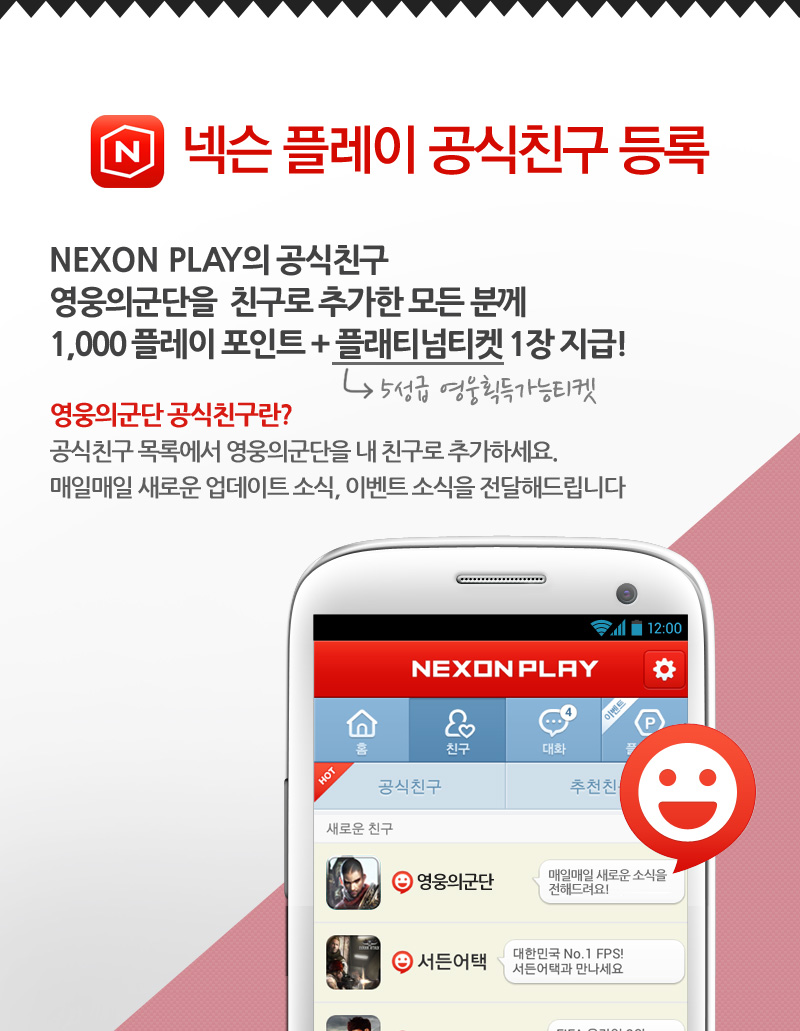 N 넥슨 플레이 공식친구 등록
NEXON PLAY의 공식친구
영웅의군단을 친구로 추가한 모든 분께
1,000 플레이 포인트 + 플래티넘티켓 1장 지급!
5성급 영웅획득가능티켓
영웅의군단 공식친구란?
공식친구 목록에서 영웅의군단을 내 친구로 추가하세요.
매일매일 새로운 업데이트 소식, 이벤트 소식을 전달해드립니다
12:00
NEXON PLAY
4
이벤트
P
홈
친구
대화
HOT
공식친구
추천친
새로운 친구
영웅의군단
매일매일 새로운 소식을
전해드려요!
서든어택
대한민국 No.1 FPS!
서든어택과 만나세요